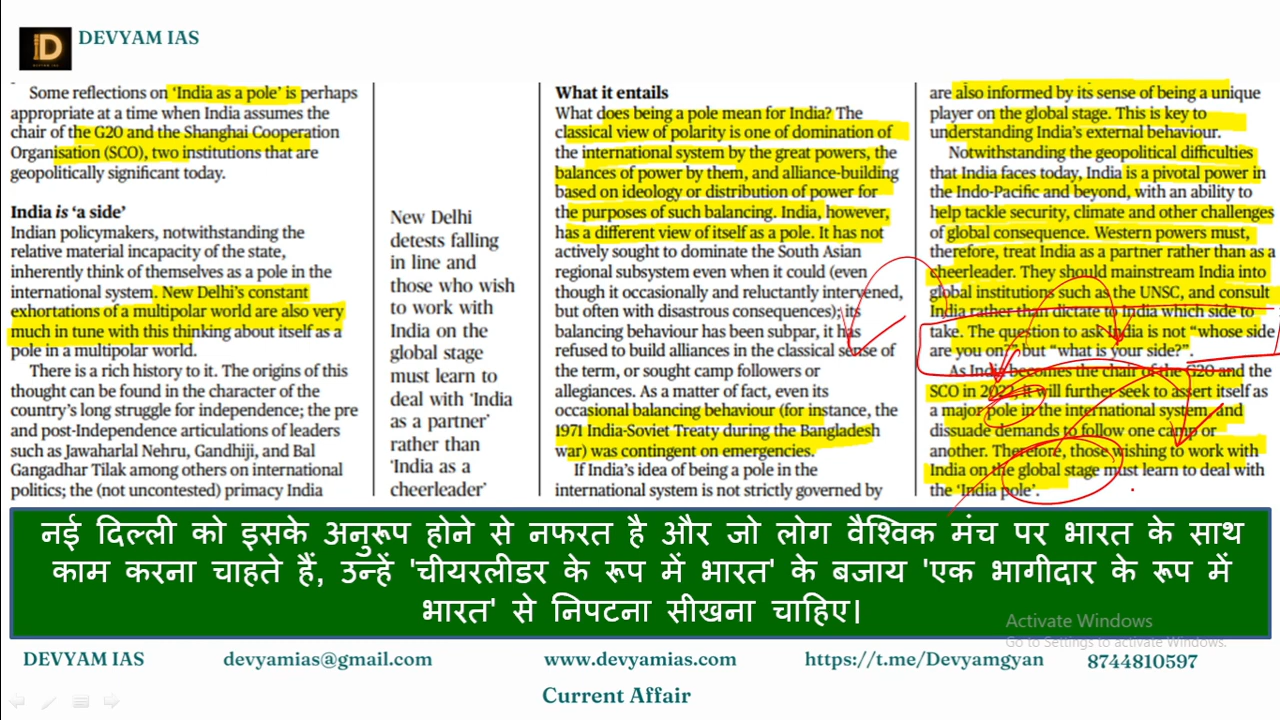 DEVYAM IAS
Some reflections on ‘India as a pole’ is perhaps
appropriate at a time when India assumes the
chair of the G20 and the Shanghai Cooperation
Organisation (SCO), two institutions that are
geopolitically significant today.
India is ‘a side’
Indian policymakers, notwithstanding the
relative material incapacity of the state,
inherently think of themselves as a pole in the
international system. New Delhi’s constant
exhortations of a multipolar world are also very
much in tune with this thinking about itself as a
pole in a multipolar world.
There is a rich history to it. The origins of this
thought can be found in the character of the
country’s long struggle for independence; the pre
and post-Independence articulations of leaders
such as Jawaharlal Nehru, Gandhiji, and Bal
Gangadhar Tilak among others on international
politics; the (not uncontested) primacy India
New Delhi
detests falling
in line and
those who wish
to work with
India on the
global stage
must learn to
deal with ‘India
as a partner’
rather than
‘India as a
cheerleader’
What it entails
What does being a pole mean for India? The
classical view of polarity is one of domination of
the international system by the great powers, the
balances of power by them, and alliance-building
based on ideology or distribution of power for
the purposes of such balancing. India, however,
has a different view of itself as a pole. It has not
actively sought to dominate the South Asian
regional subsystem even when it could (even
though it occasionally and reluctantly intervened,
but often with disastrous consequences); its
balancing behaviour has been subpar, it has
refused to build alliances in the classical sense of
the term, or sought camp followers or
allegiances. As a matter of fact, even its
occasional balancing behaviour (for instance, the
1971 India-Soviet Treaty during the Bangladesh
war) was contingent on emergencies.
If India’s idea of being a pole in the
international system is not strictly governed by
are also informed by its sense of being a unique
player on the global stage. This is key to
understanding India’s external behaviour.
Notwithstanding the geopolitical difficulties
that India faces today, India is a pivotal power in
the Indo-Pacific and beyond, with an ability to
help tackle security, climate and other challenges
of global consequence. Western powers must,
therefore, treat India as a partner rather than as a
cheerleader. They should mainstream India into
global institutions such as the UNSC, and consult
India rather than dictate to India which side to
take. The question to ask India is not “whose side
are you on?” but “what is your side?”.
As India becomes the chair of the G20 and the
SCO in 2023, it will further seek to assert itself as
a major pole in the international system, and
dissuade demands to follow one camp or
another. Therefore, those wishing to work with
India on the global stage must learn to deal with
the ‘India pole’.
नई दिल्ली को इसके अनुरूप होने से नफरत है और जो लोग वैश्विक मंच पर भारत के साथ
काम करना चाहते हैं, उन्हें 'चीयरलीडर के रूप में भारत' के बजाय 'एक भागीदार के रूप में
भारत' से निपटना सीखना चाहिए।
Activate Windows
Go to Settings to activate Windows.
DEVYAM IAS devyamias@gmail.com www.devyamias.com https://t.me/Devyamgyan 8744810597
Current Affair